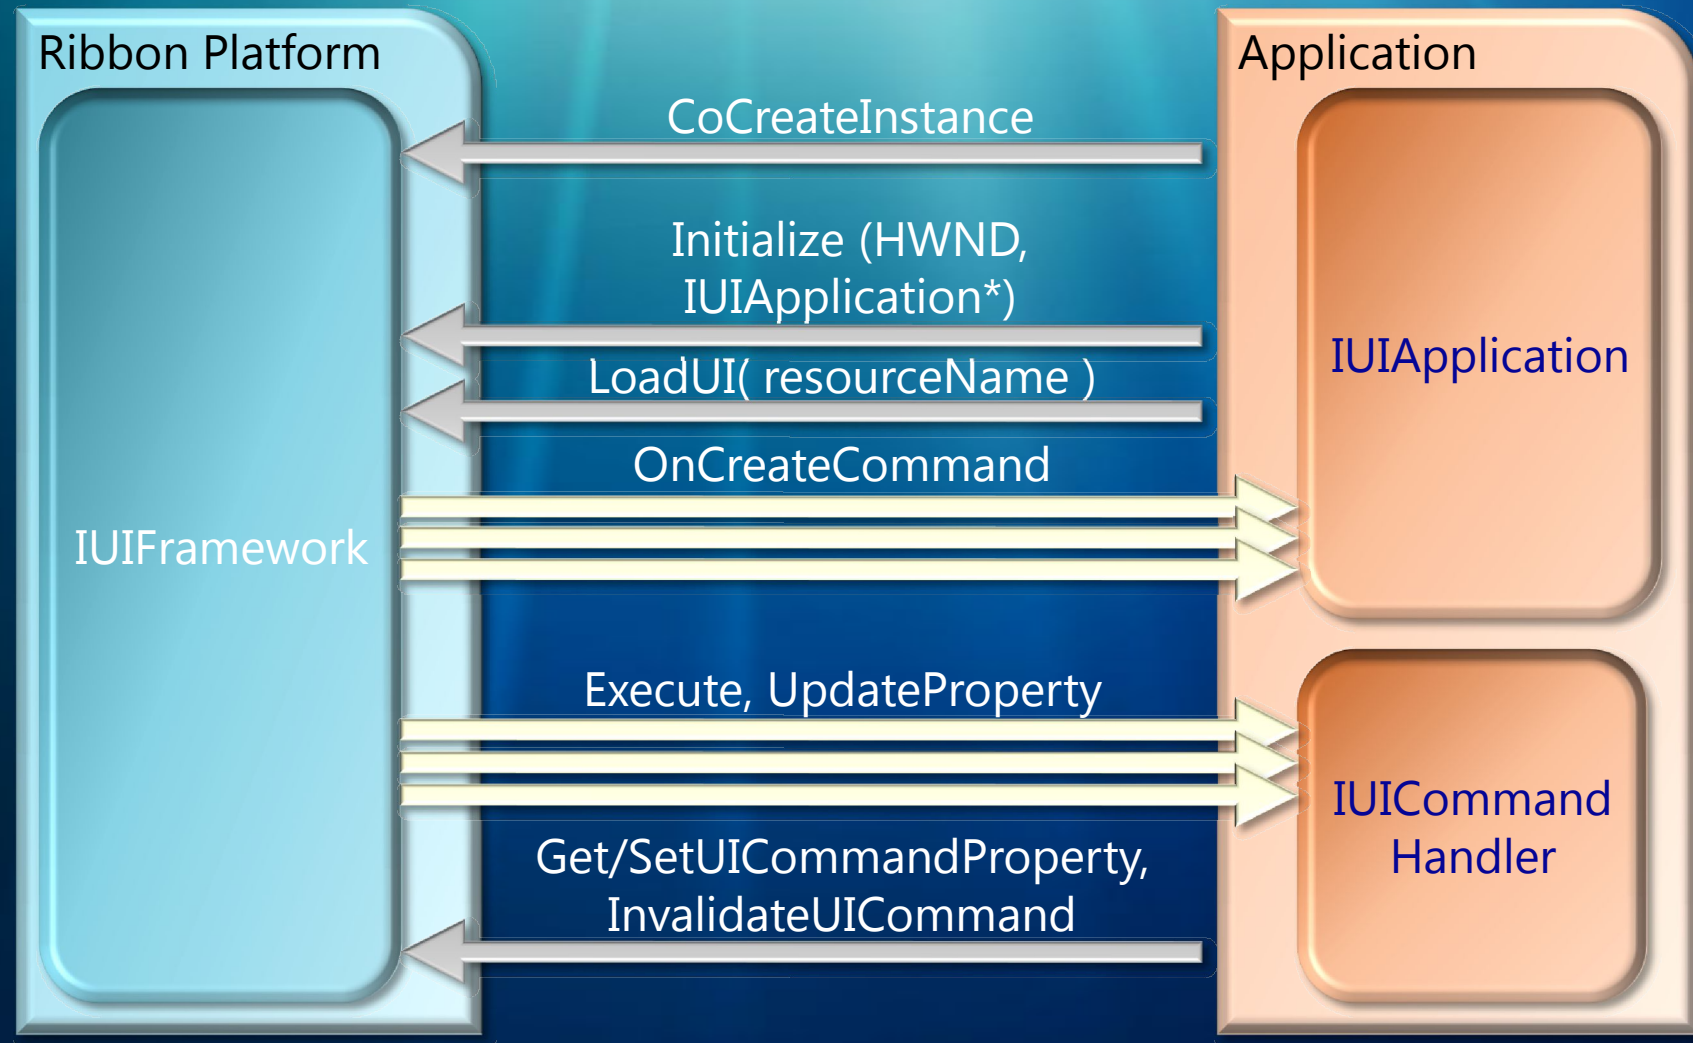 Ribbon Platform
Application
CoCreateInstance
Initialize (HWND,
IUIApplication*)
LoadUI( resourceName )
OnCreateCommand
IUIApplication
IUIFramework
Execute, UpdateProperty
Get/SetUICommandProperty,
InvalidateUICommand
IUICommand
Handler